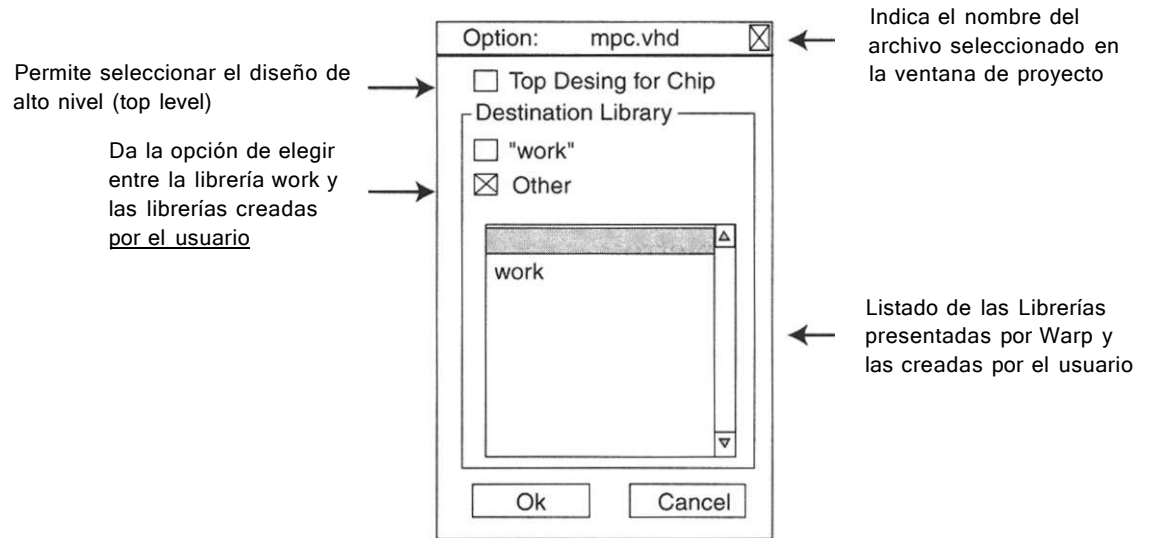 Option: mpc.vhd
Indica el nombre del
archivo seleccionado en
la ventana de proyecto
Permite seleccionar el diseño de
alto nivel (top level)
Top Desing for Chip
Destination Library
Da la opción de elegir
entre la librería work y
las librerías creadas
por el usuario
"work"
Other
work
Listado de las Librerías
presentadas por Warp y
las creadas por el usuario
Ok Cancel